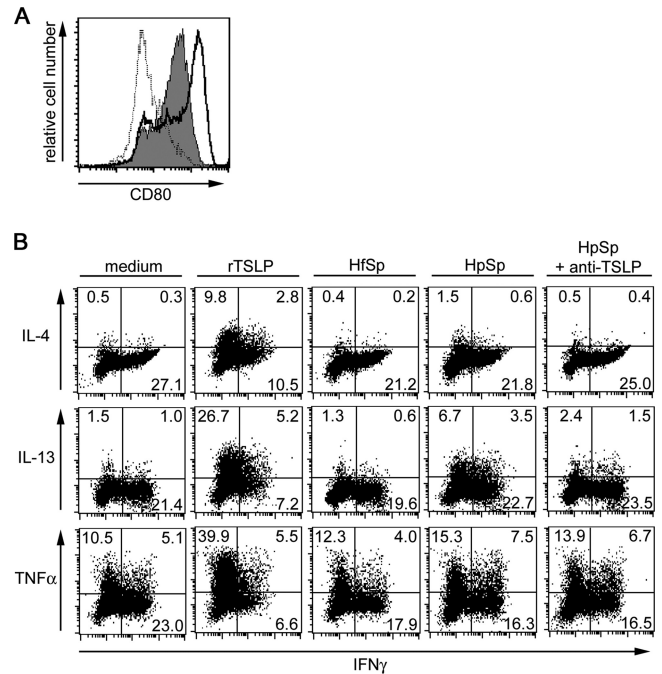 A
relative cell number
CD80
B
medium rTSLP HfSp HpSp HpSp + anti-TSLP
IL-4
0.5 0.3 9.8 2.8 0.4 0.2 1.5 0.6 0.5 0.4
27.1 10.5 21.2 21.8 25.0
IL-13
1.5 1.0 26.7 5.2 1.3 0.6 6.7 3.5 2.4 1.5
21.4 7.2 19.6 22.7 23.5
TNFα
10.5 5.1 39.9 5.5 12.3 4.0 15.3 7.5 13.9 6.7
23.0 6.6 17.9 16.3 16.5
IFNγ